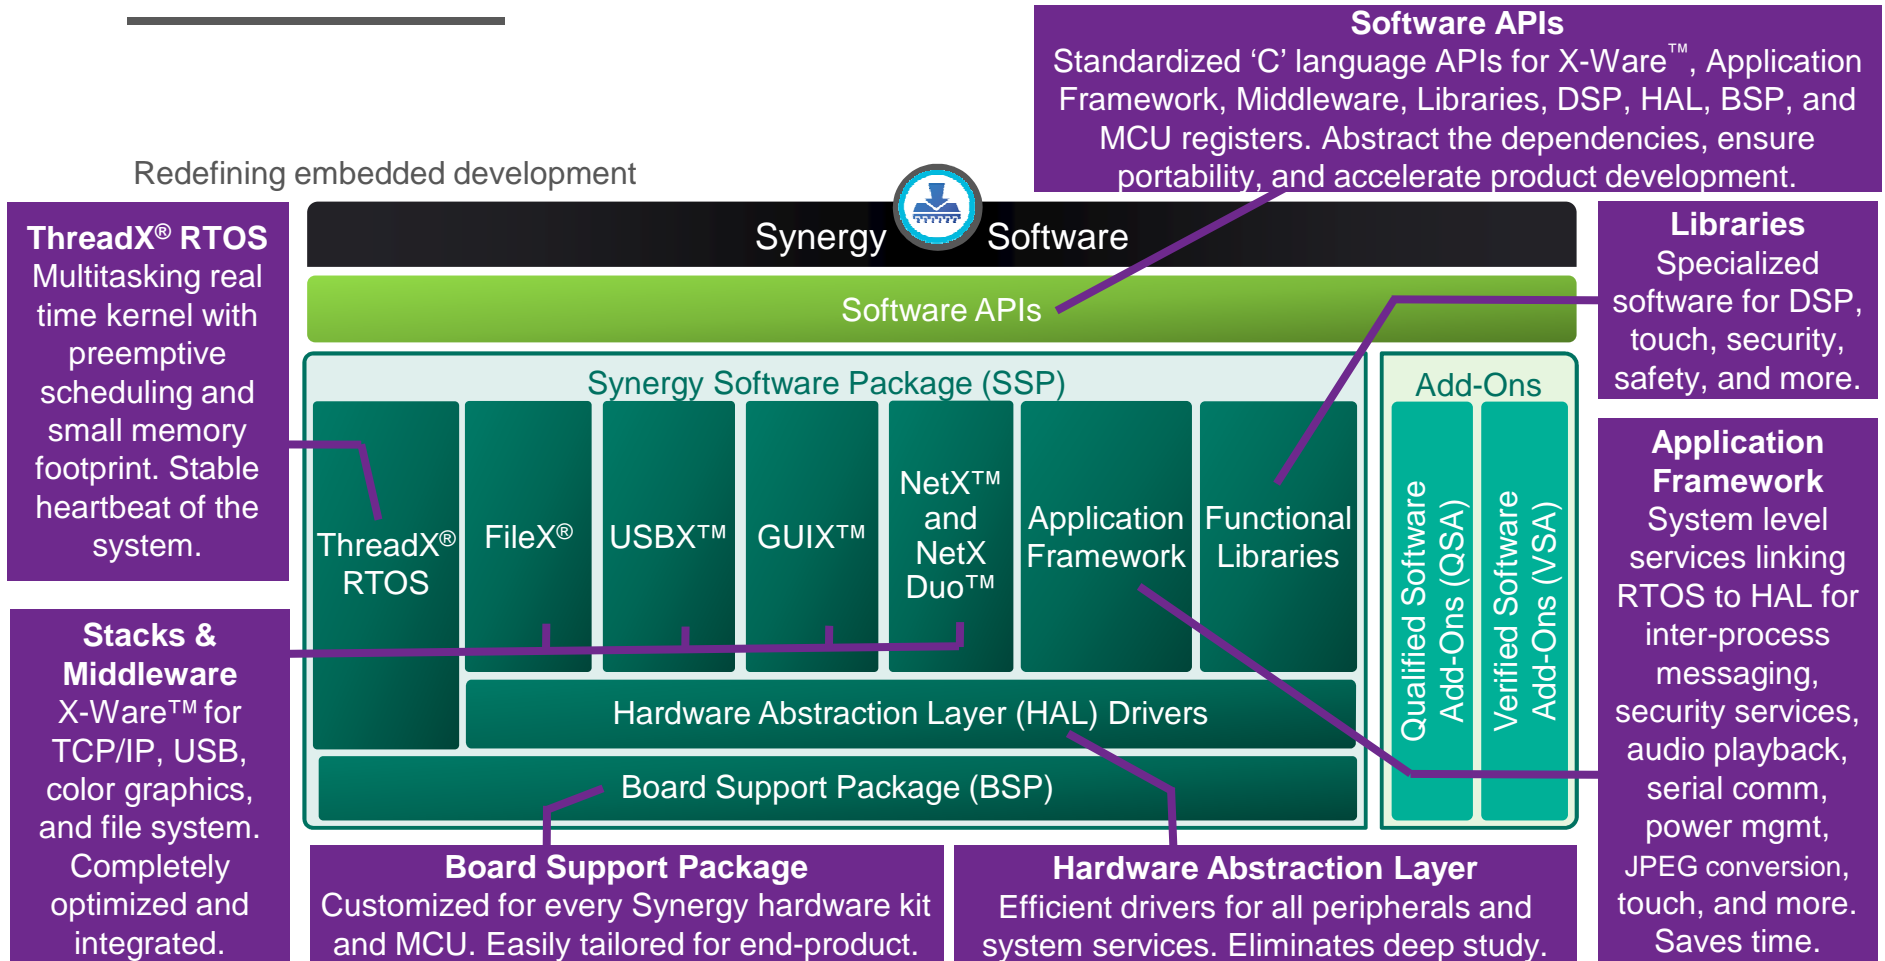 Software APIs
Standardized ‘C’ language APIs for X-Ware™, Application
Framework, Middleware, Libraries, DSP, HAL, BSP, and
MCU registers. Abstract the dependencies, ensure
portability, and accelerate product development.
Redefining embedded development
Synergy Software
Software APIs
ThreadX® RTOS
Multitasking real
time kernel with
preemptive
scheduling and
small memory
footprint. Stable
heartbeat of the
system.
Stacks &
Middleware
X-Ware™ for
TCP/IP, USB,
color graphics,
and file system.
Completely
optimized and
integrated.
Synergy Software Package (SSP)
ThreadX®
RTOS
FileX®
USBX™
GUIX™
NetX™
and
NetX
Duo™
Application
Framework
Functional
Libraries
Hardware Abstraction Layer (HAL) Drivers
Board Support Package (BSP)
Add-Ons
Qualified Software
Add-Ons (QSA)
Verified Software
Add-Ons (VSA)
Libraries
Specialized
software for DSP,
touch, security,
safety, and more.
Application
Framework
System level
services linking
RTOS to HAL for
inter-process
messaging,
security services,
audio playback,
serial comm,
power mgmt,
JPEG conversion,
touch, and more.
Saves time.
Board Support Package
Customized for every Synergy hardware kit
and MCU. Easily tailored for end-product.
Hardware Abstraction Layer
Efficient drivers for all peripherals and
system services. Eliminates deep study.